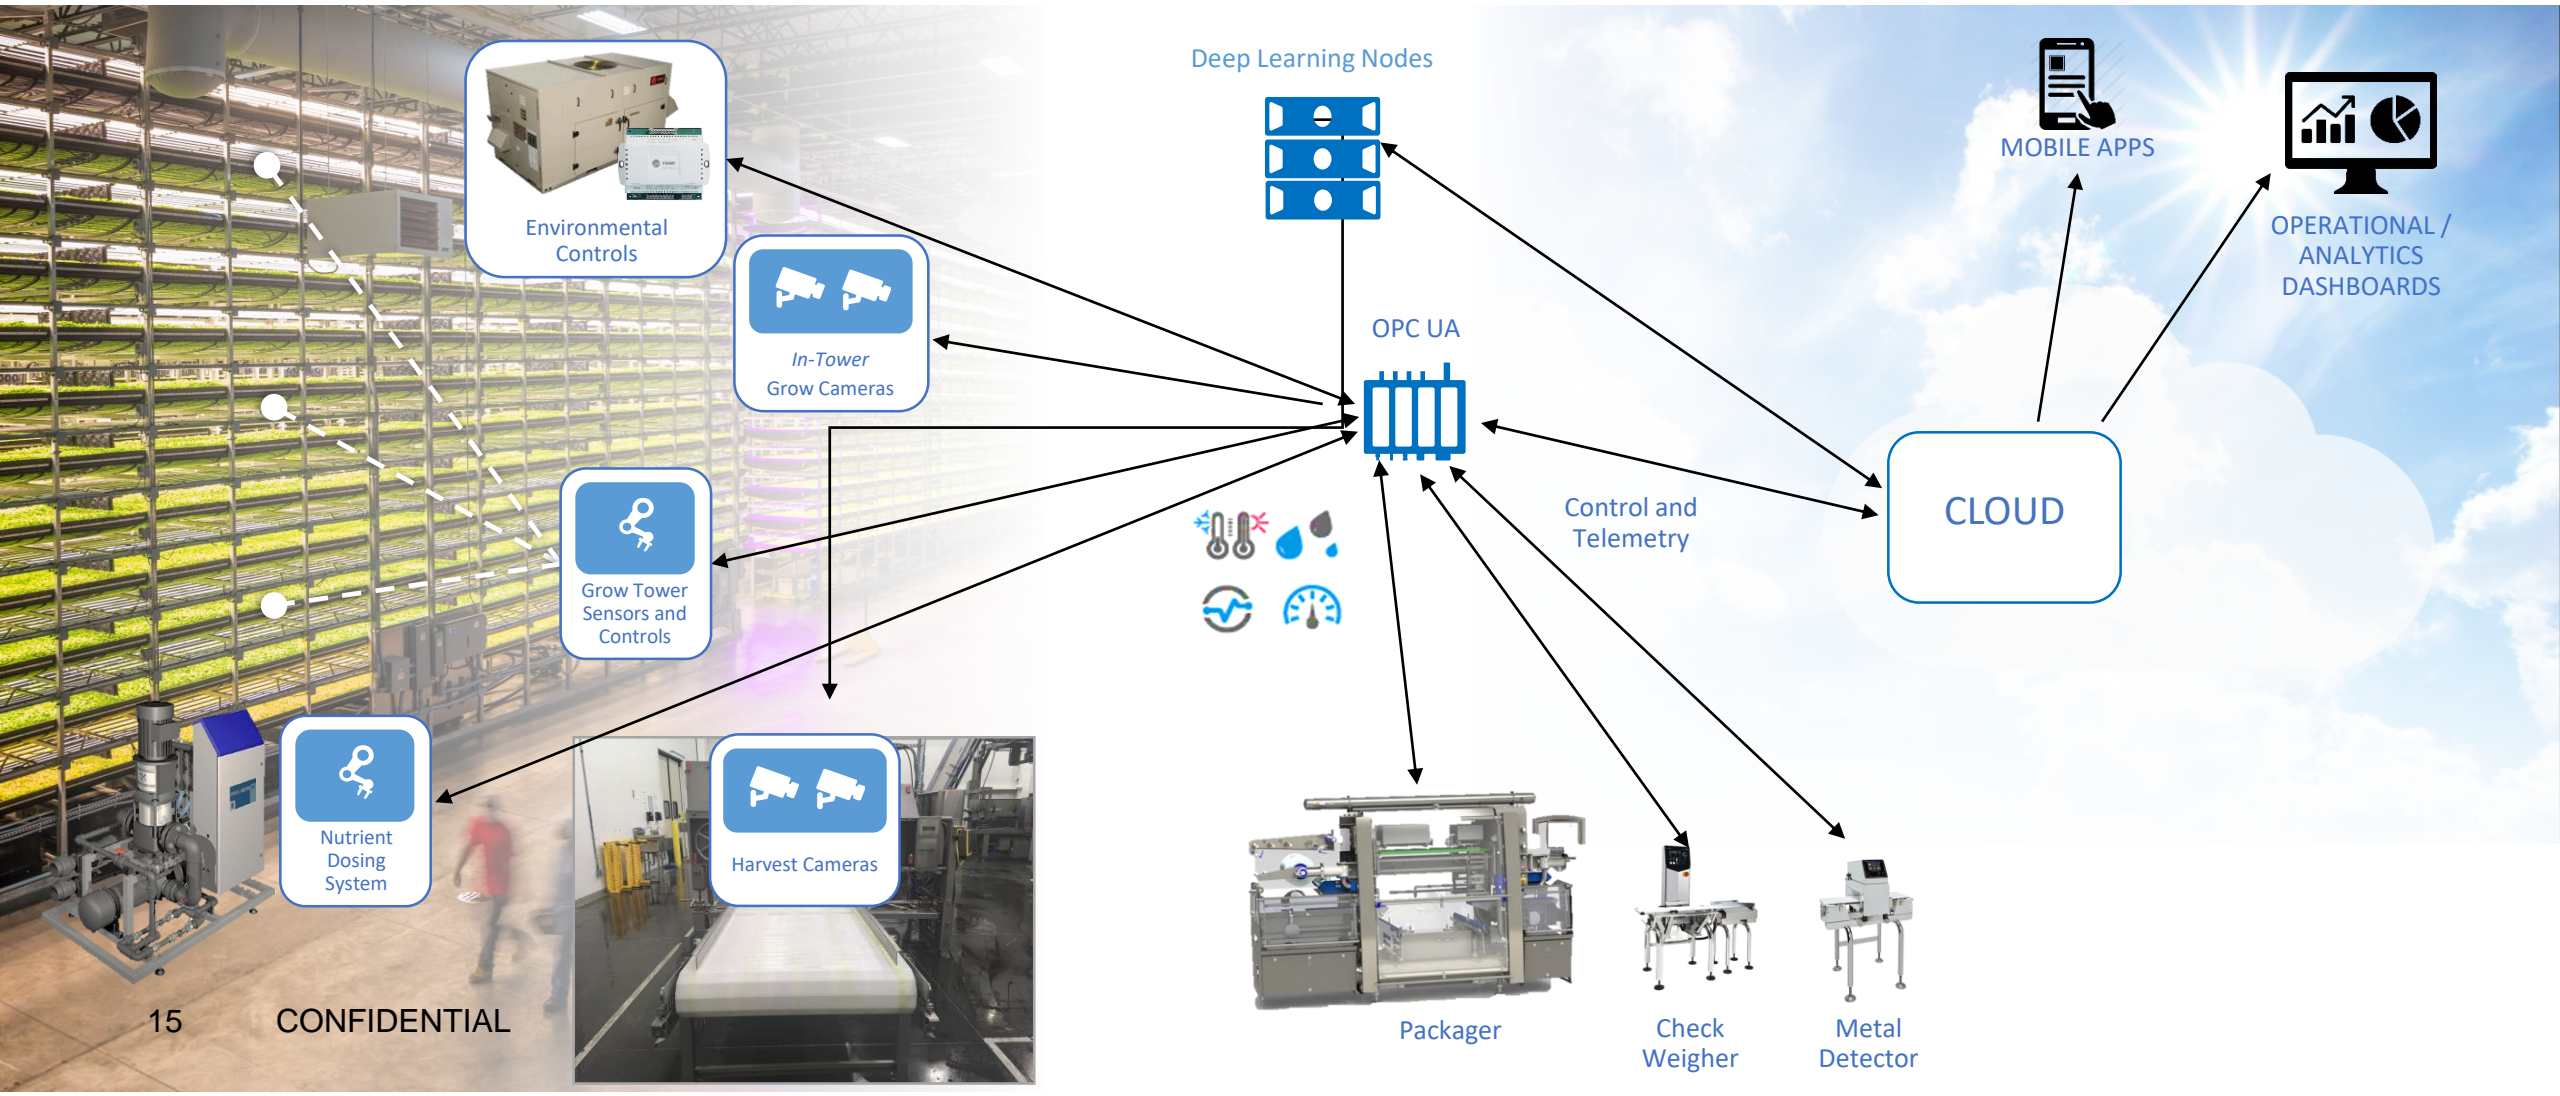 Deep Learning Nodes
MOBILE APPS
OPERATIONAL /
ANALYTICS
DASHBOARDS
Environmental
Controls
In-Tower
Grow Cameras
OPC UA
Control and
Telemetry
CLOUD
Grow Tower
Sensors and
Controls
Nutrient
Dosing
System
Harvest Cameras
Packager
Check
Weigher
Metal
Detector
15
CONFIDENTIAL